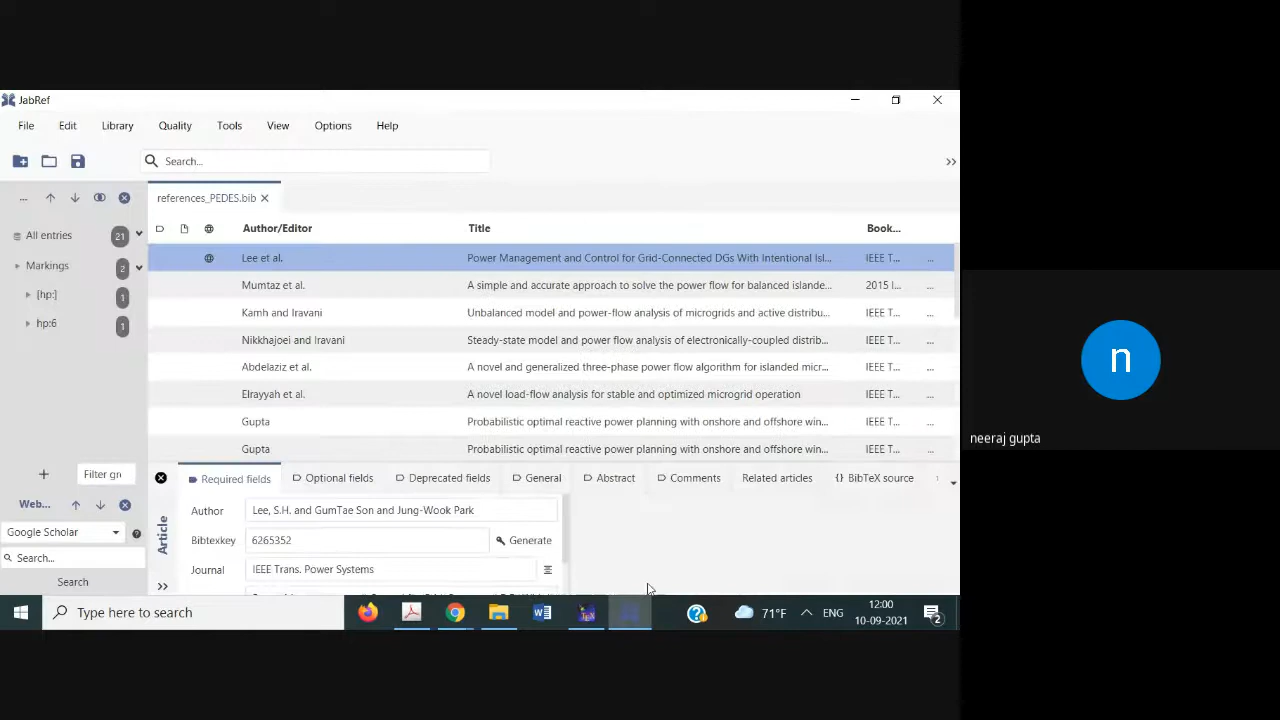 JabRef
File Edit Library Quality Tools View Options Help
Search...
references_PEDES.bib
Author/Editor Title Book...
All entries 21
Markings 2
[hp:] 1
hp:6 1
Lee et al. Power Management and Control for Grid-Connected DGs With Intentional Isl... IEEE T... 
Mumtaz et al. A simple and accurate approach to solve the power flow for balanced islande... 2015 I... ...
Kamh and Iravani Unbalanced model and power-flow analysis of microgrids and active distribu... IEEE T... ...
Nikkhajoei and Iravani Steady-state model and power flow analysis of electronically-coupled distrib... IEEE T... ...
Abdelaziz et al. A novel and generalized three-phase power flow algorithm for islanded micr... IEEE T... ...
Elrayyah et al. A novel load-flow analysis for stable and optimized microgrid operation IEEE T... ...
Gupta Probabilistic optimal reactive power planning with onshore and offshore win... IEEE T... ...
Gupta Probabilistic optimal reactive power planning with onshore and offshore win... IEEE T... ...
Filter gr
Web...
Google Scholar
Search...
Search
Required fields Optional fields Deprecated fields General Abstract Comments Related articles {} BibTeX source
Article
Author Lee, S.H. and GumTae Son and Jung-Wook Park
Bibtexkey 6265352 Generate
Journal IEEE Trans. Power Systems
Type here to search
71°F ENG
12:00
10-09-2021
2
n
neeraj gupta